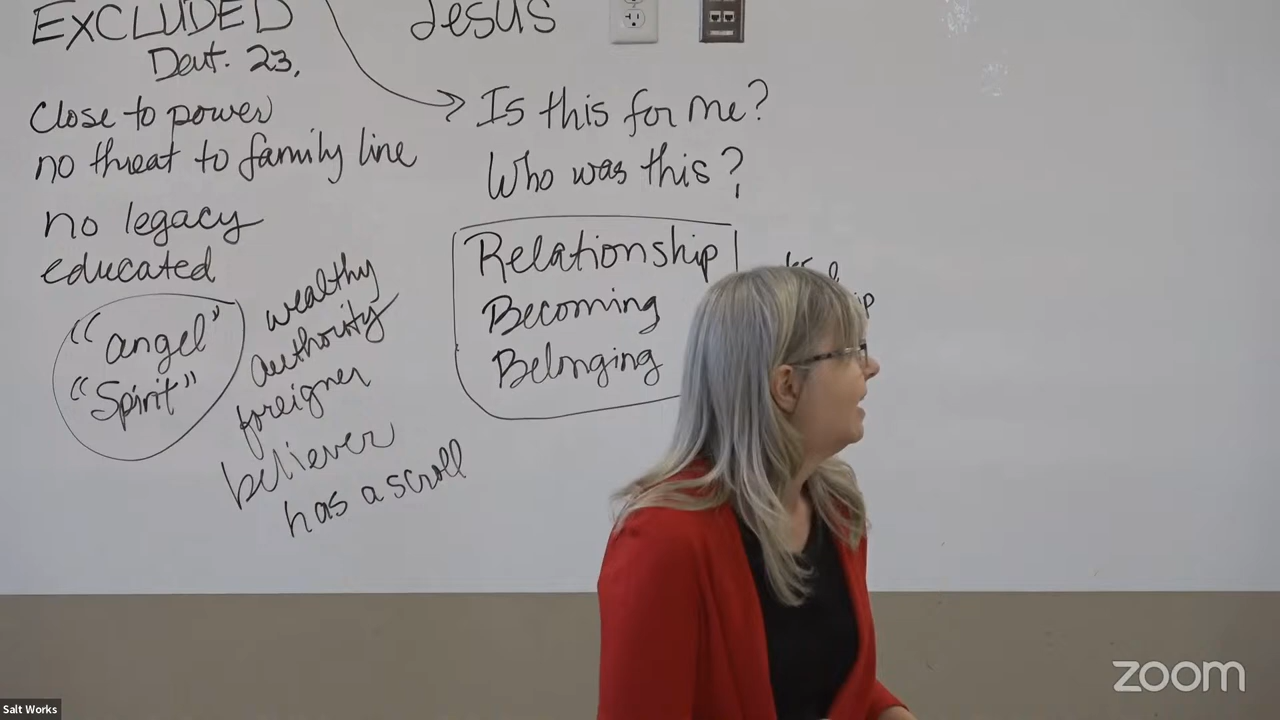 EXCLUDED
Deut. 23,
close to power
no threat to family line
no legacy
educated
"angel"
"Spirit"
wealthy
authority
foreigner
believer
has a scroll
Jesus
Is this for me?
Who was this?
Relationship
Becoming
Belonging
Salt Works
zoom